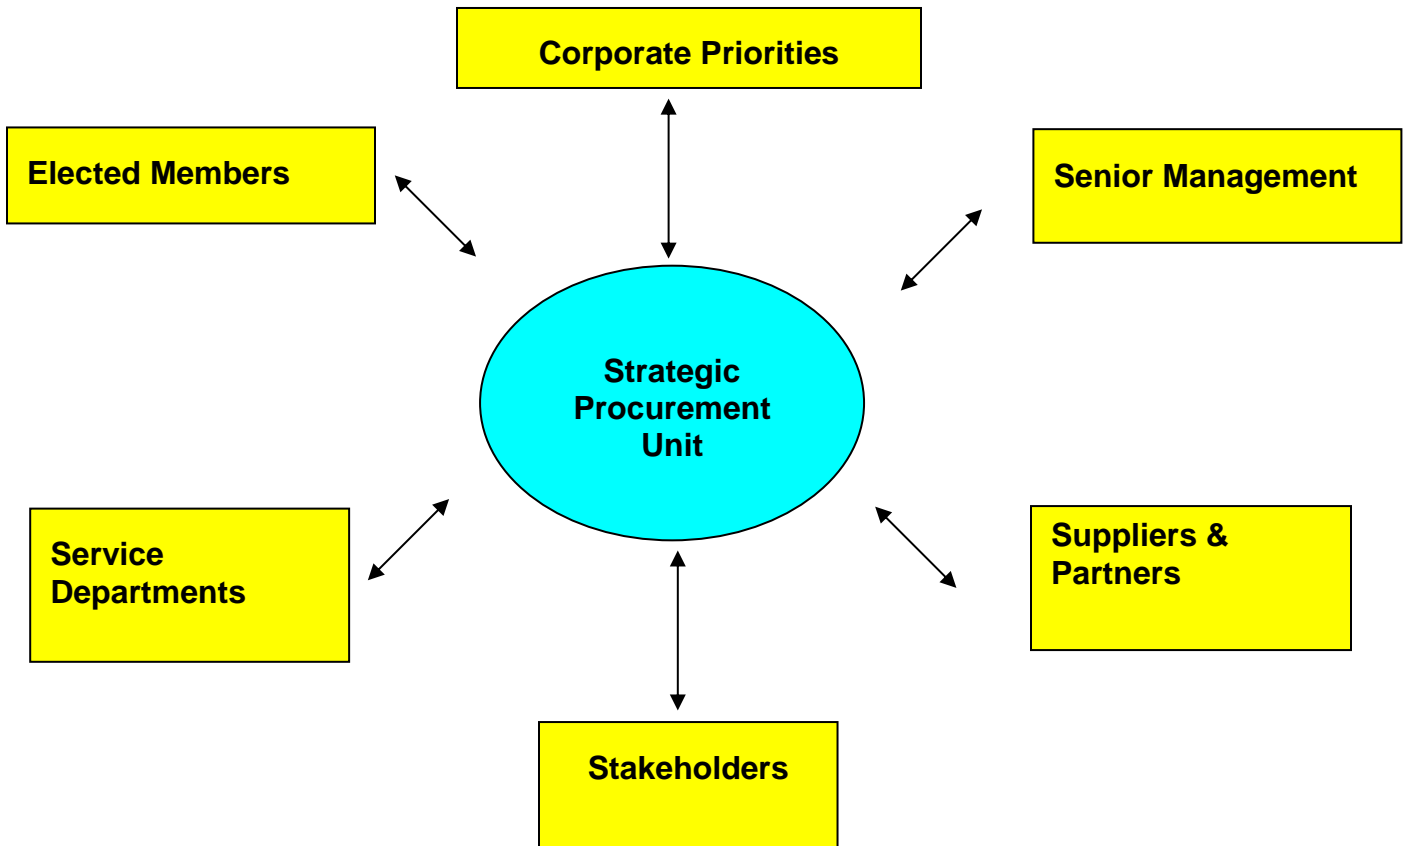 Corporate Priorities
Elected Members
Senior Management
Strategic
Procurement
Unit
Service
Departments
Suppliers &
Partners
Stakeholders